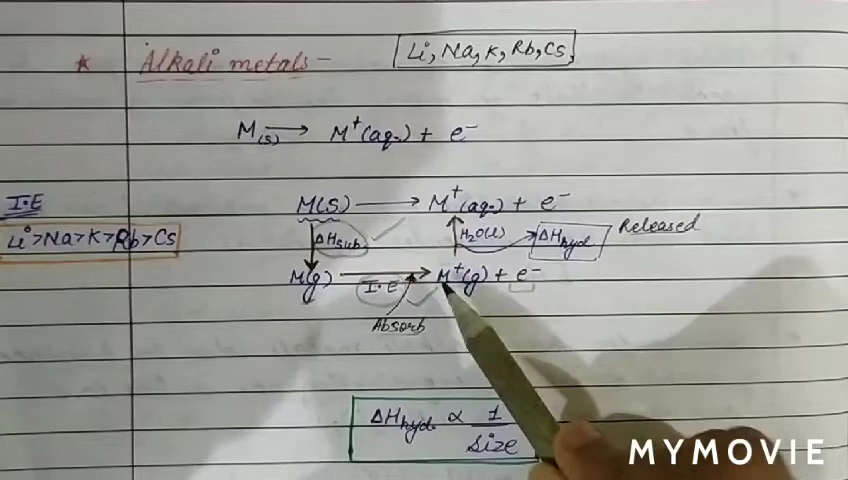 * Alkali metals - Li, Na, K, Rb, Cs,
M(s) → M⁺(aq.) + e⁻
I.E
M(s) → M⁺(aq.) + e⁻
Li > Na > K > Rb > Cs
ΔHsub
H₂O(l) ΔHhyd Released
M(g) → M⁺(g) + e⁻
I.E
Absorb
ΔHhyd. ∝ 1
size
MYMOVIE